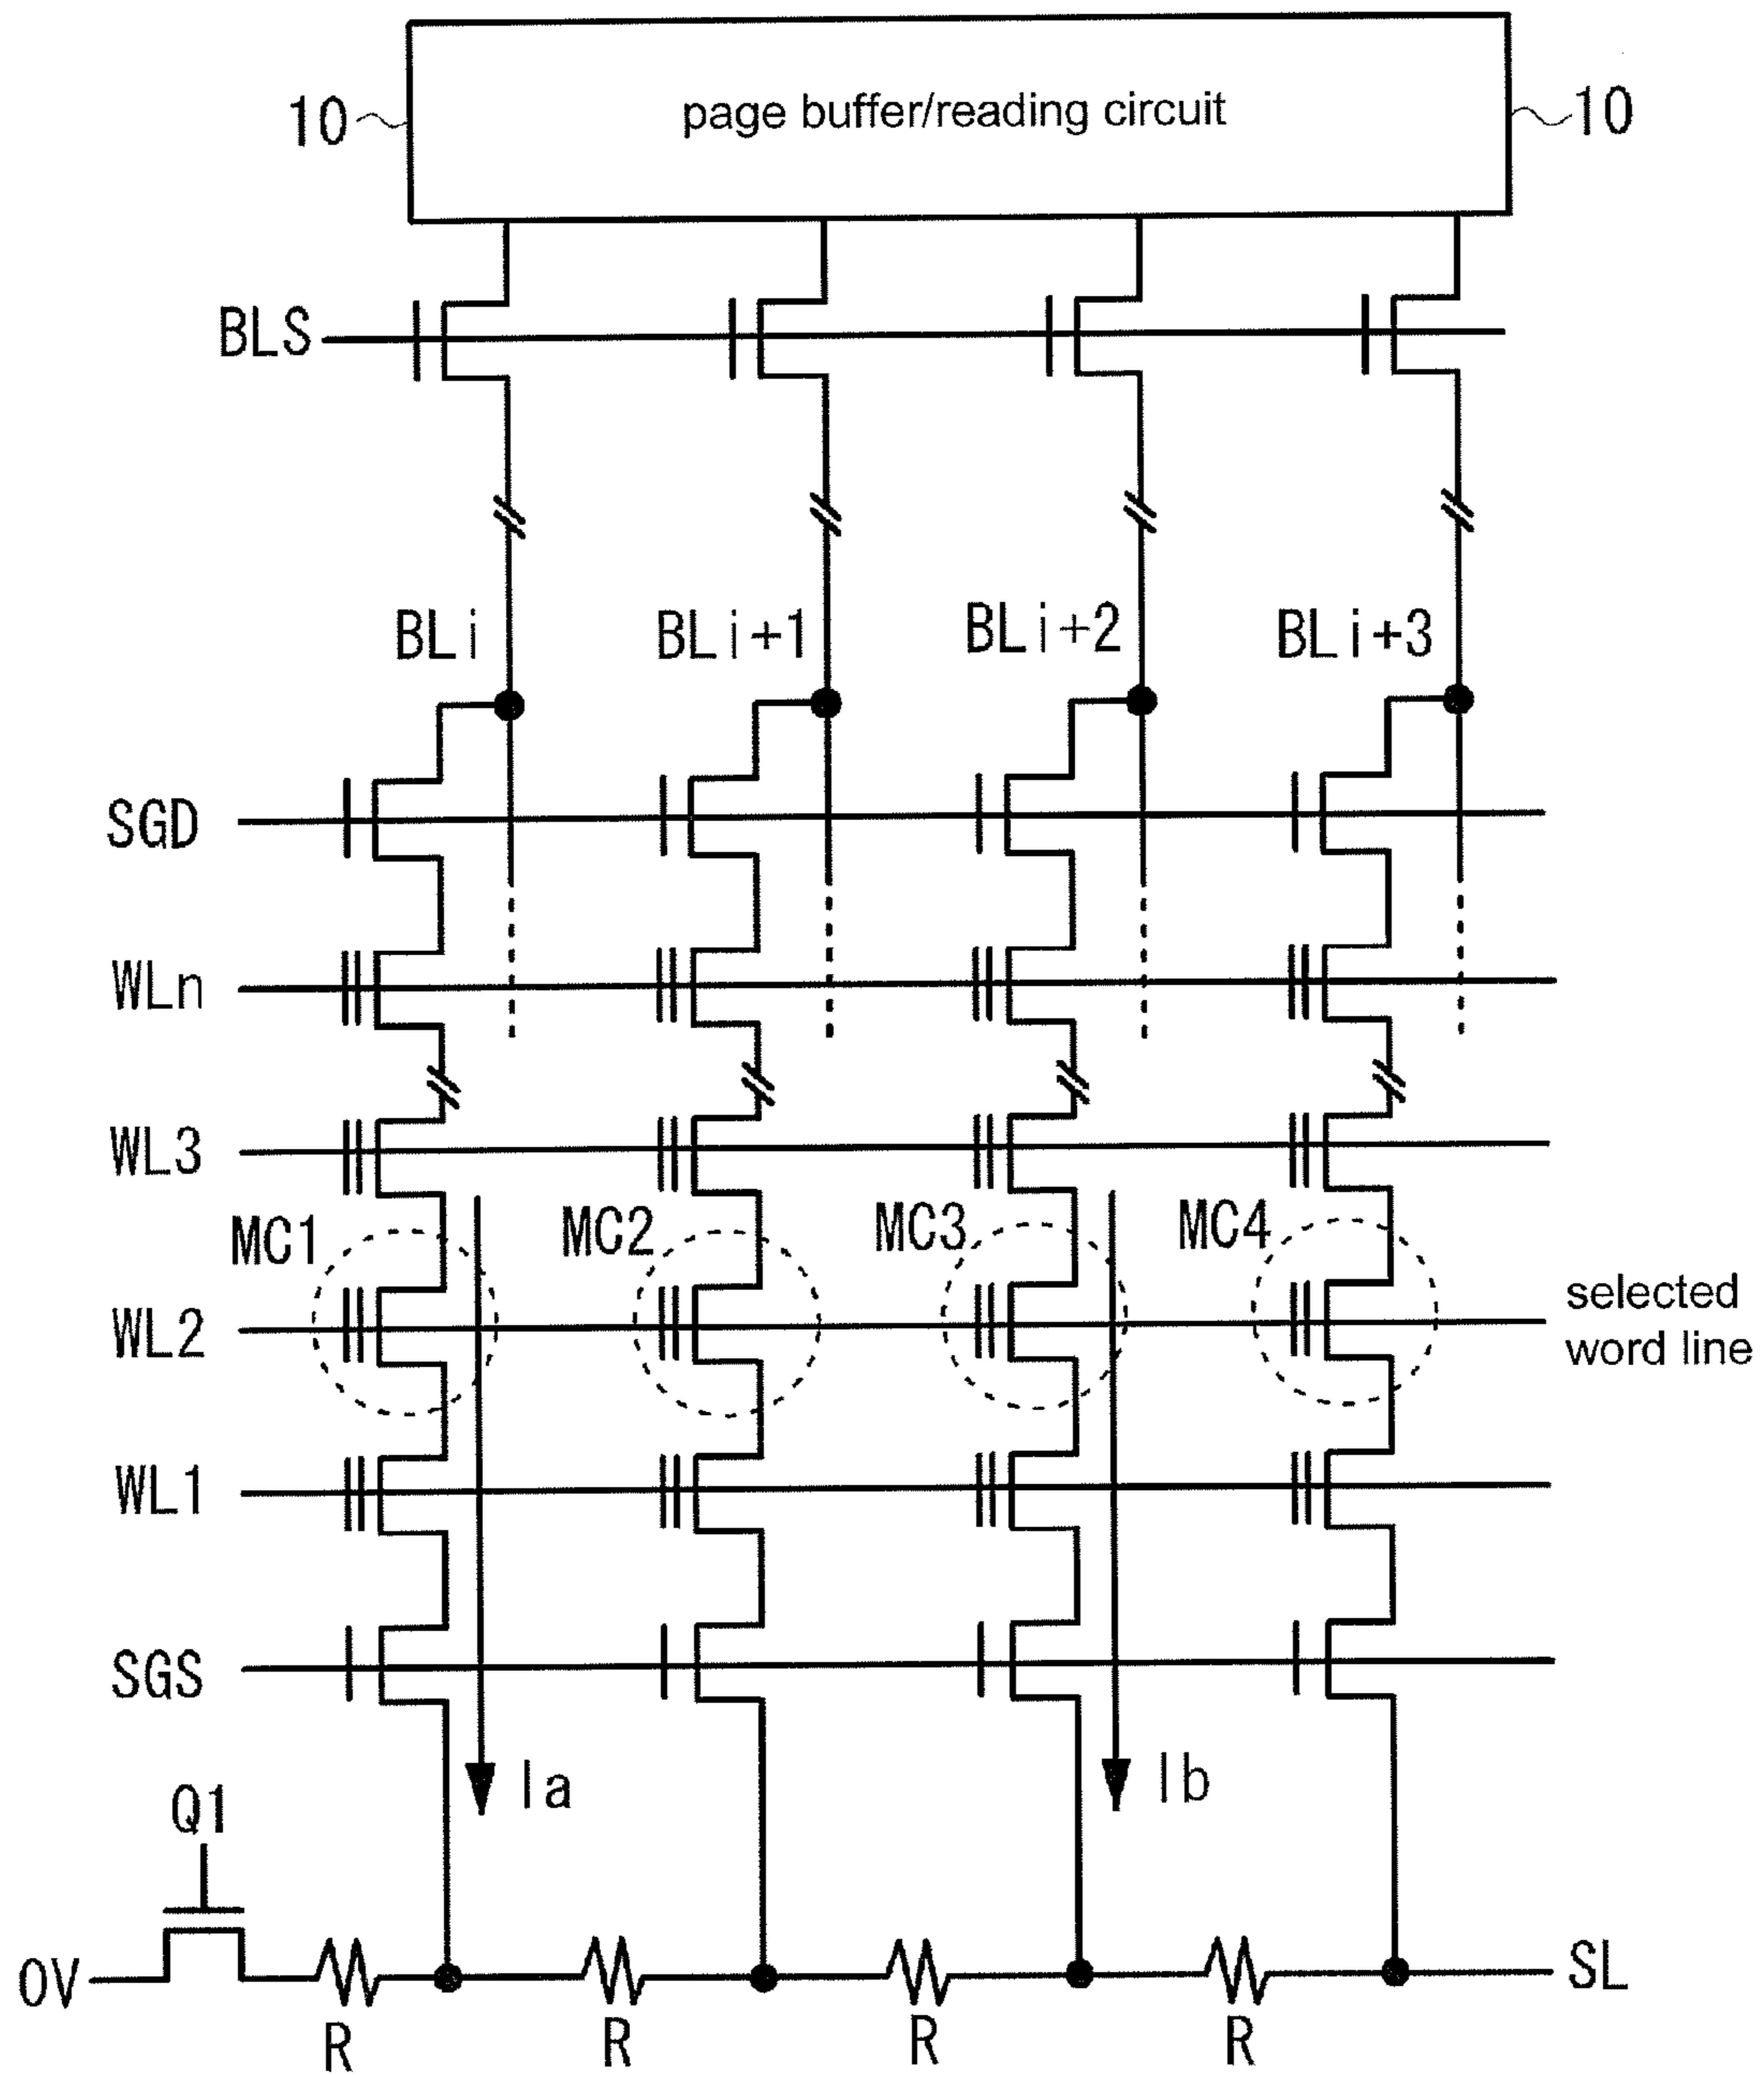 10
page buffer/reading circuit
10
BLS
BLi
BLi+1
BLi+2
BLi+3
SGD
WLn
WL3
MC1
MC2
MC3
MC4
WL2
selected
word line
WL1
SGS
Ia
Ib
Q1
0V
SL
R
R
R
R